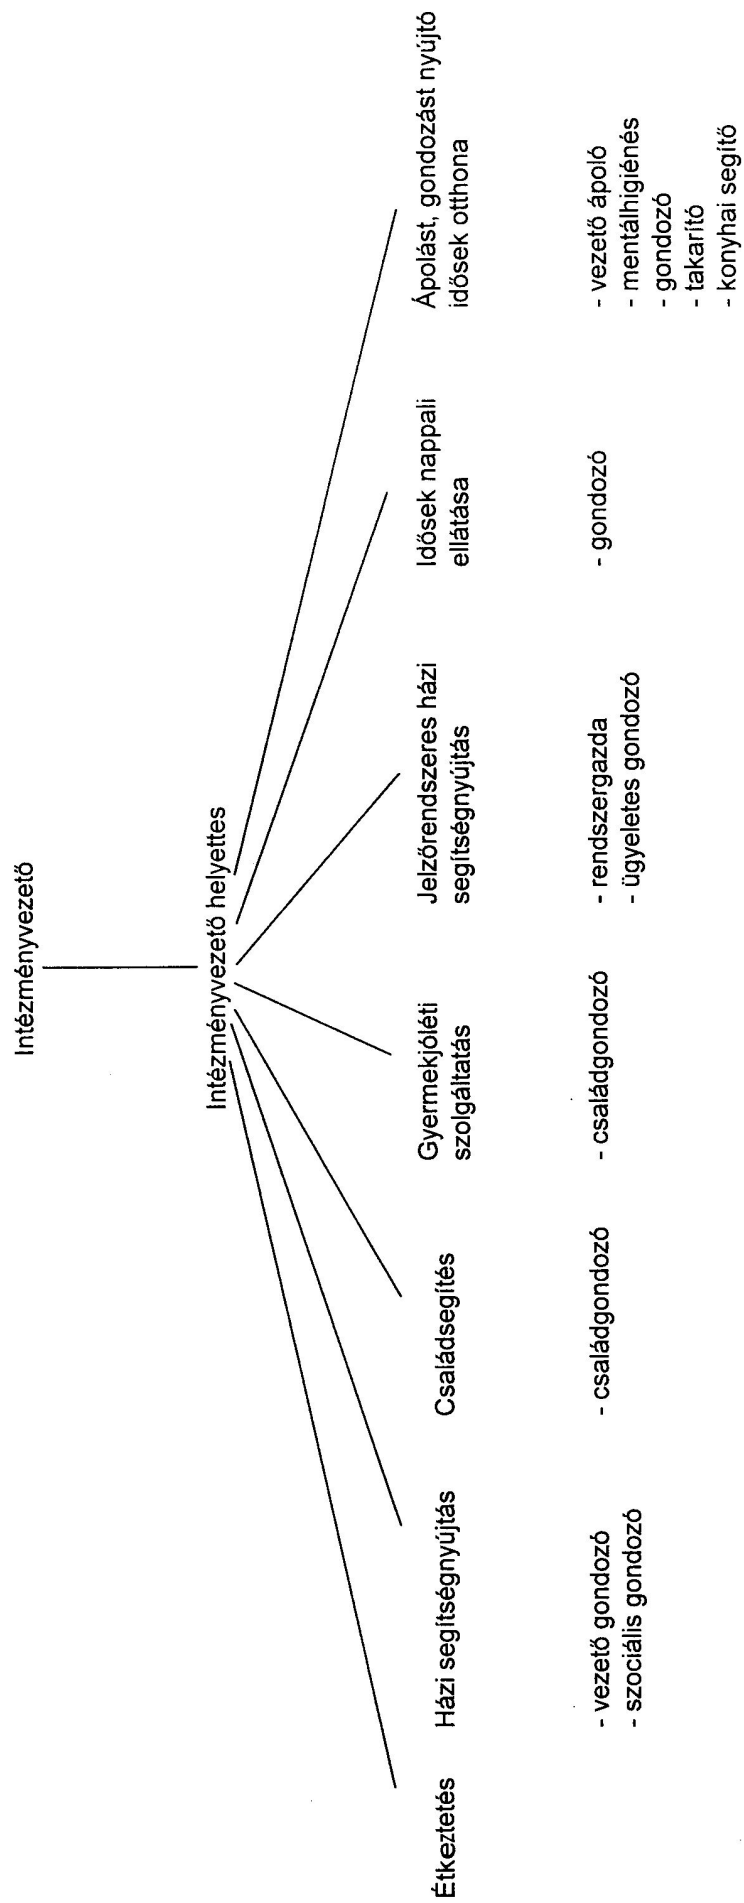 Intézményvezető
Intézményvezető helyettes
Étkeztetés
Házi segítségnyújtás
- vezető gondozó
- szociális gondozó
Családsegítés
- családgondozó
Gyermekjóléti
szolgáltatás
- családgondozó
Jelzőrendszeres házi
segítségnyújtás
- rendszergazda
- ügyeletes gondozó
Idősek nappali
ellátása
- gondozó
Ápolást, gondozást nyújtó
idősek otthona
- vezető ápoló
- mentálhigiénés
- gondozó
- takarító
- konyhai segítő